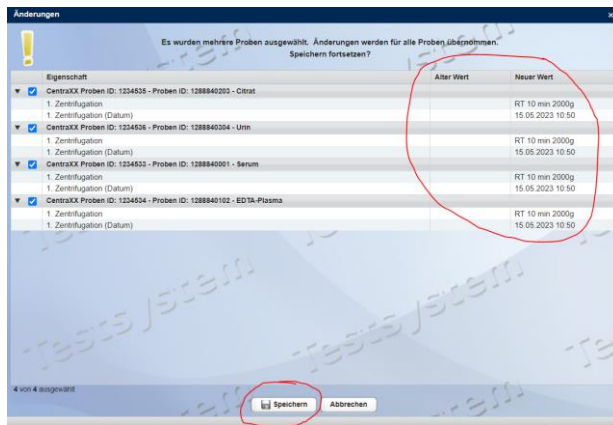 Änderungen
Es wurden mehrere Proben ausgewählt. Änderungen werden für alle Proben übernommen.
Speichern fortsetzen?
Eigenschaft Alter Wert Neuer Wert
CentraXX Proben ID: 1234535 - Proben ID: 1288840203 - Citrat
1. Zentrifugation RT 10 min 2000g
1. Zentrifugation (Datum) 15.05.2023 10:50
CentraXX Proben ID: 1234536 - Proben ID: 1288840304 - Urin
1. Zentrifugation RT 10 min 2000g
1. Zentrifugation (Datum) 15.05.2023 10:50
CentraXX Proben ID: 1234533 - Proben ID: 1288840001 - Serum
1. Zentrifugation RT 10 min 2000g
1. Zentrifugation (Datum) 15.05.2023 10:50
CentraXX Proben ID: 1234534 - Proben ID: 1288840102 - EDTA-Plasma
1. Zentrifugation RT 10 min 2000g
1. Zentrifugation (Datum) 15.05.2023 10:50
Testsystem
4 von 4 ausgewählt
Speichern Abbrechen